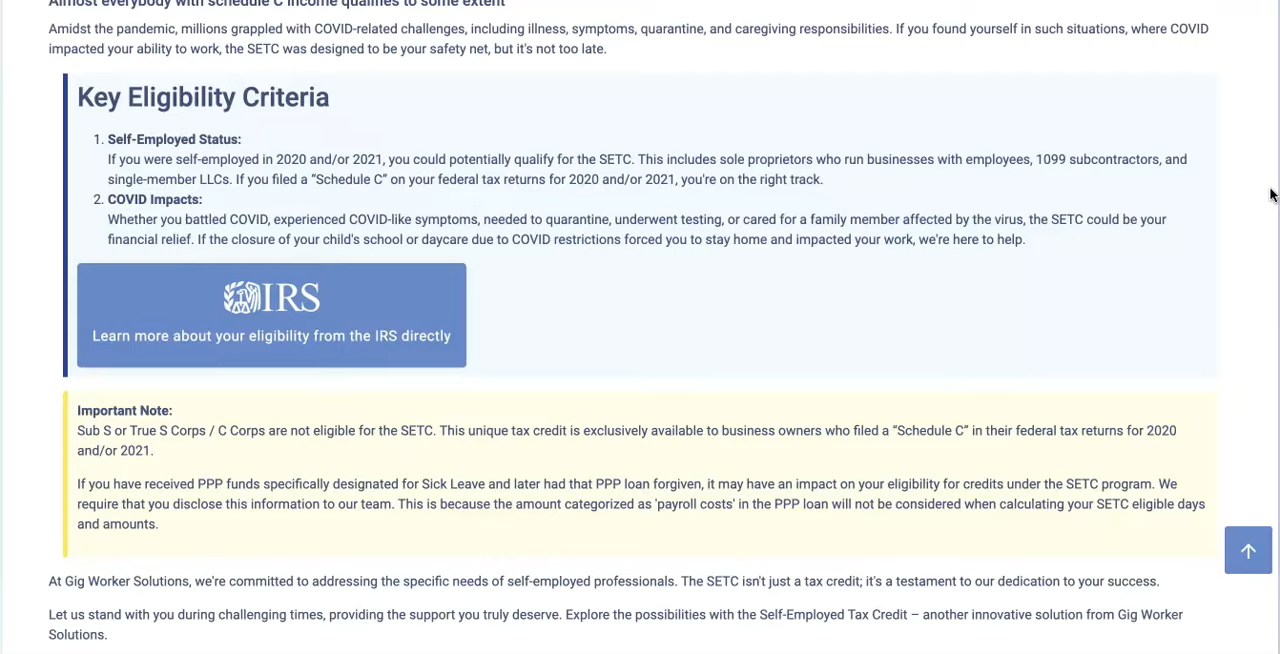 Almost everybody with schedule C income qualifies to some extent
Amidst the pandemic, millions grappled with COVID-related challenges, including illness, symptoms, quarantine, and caregiving responsibilities. If you found yourself in such situations, where COVID
impacted your ability to work, the SETC was designed to be your safety net, but it's not too late.
Key Eligibility Criteria
1. Self-Employed Status:
If you were self-employed in 2020 and/or 2021, you could potentially qualify for the SETC. This includes sole proprietors who run businesses with employees, 1099 subcontractors, and
single-member LLCs. If you filed a “Schedule C” on your federal tax returns for 2020 and/or 2021, you're on the right track.
2. COVID Impacts:
Whether you battled COVID, experienced COVID-like symptoms, needed to quarantine, underwent testing, or cared for a family member affected by the virus, the SETC could be your
financial relief. If the closure of your child's school or daycare due to COVID restrictions forced you to stay home and impacted your work, we're here to help.
IRS
Learn more about your eligibility from the IRS directly
Important Note:
Sub S or True S Corps / C Corps are not eligible for the SETC. This unique tax credit is exclusively available to business owners who filed a “Schedule C” in their federal tax returns for 2020
and/or 2021.
If you have received PPP funds specifically designated for Sick Leave and later had that PPP loan forgiven, it may have an impact on your eligibility for credits under the SETC program. We
require that you disclose this information to our team. This is because the amount categorized as 'payroll costs' in the PPP loan will not be considered when calculating your SETC eligible days
and amounts.
At Gig Worker Solutions, we're committed to addressing the specific needs of self-employed professionals. The SETC isn't just a tax credit; it's a testament to our dedication to your success.
Let us stand with you during challenging times, providing the support you truly deserve. Explore the possibilities with the Self-Employed Tax Credit – another innovative solution from Gig Worker
Solutions.